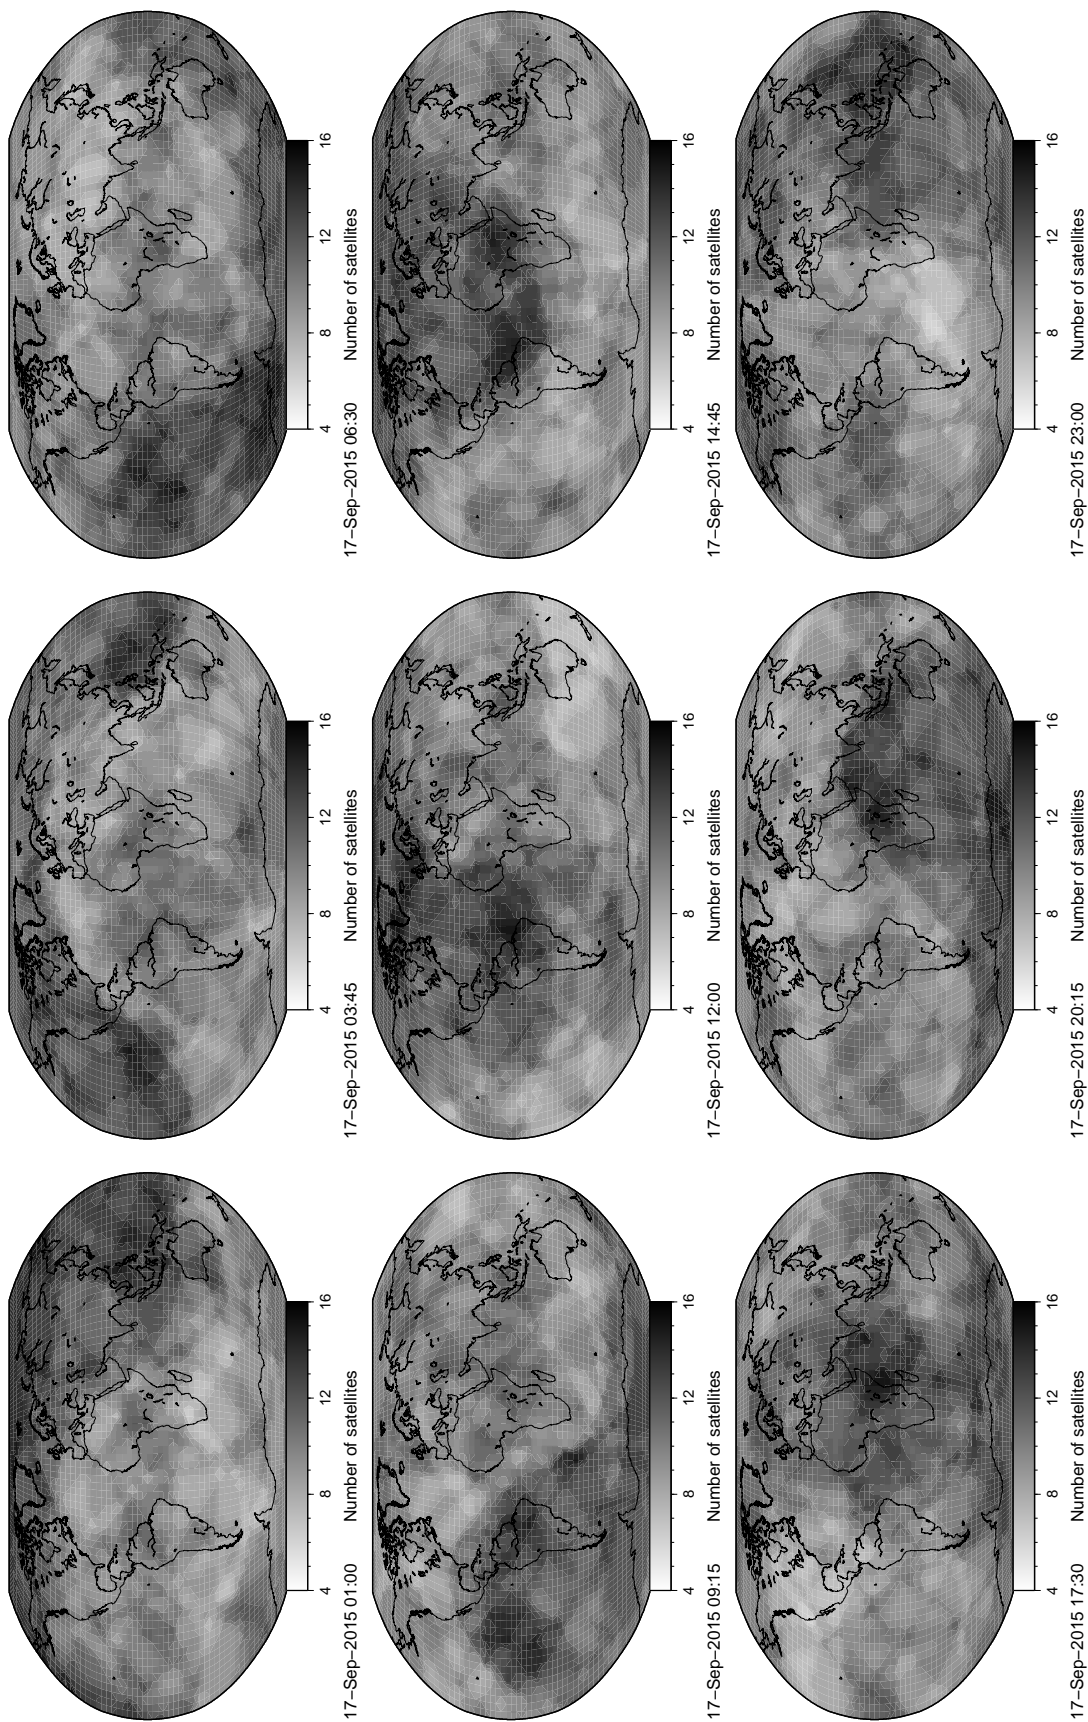 4 8 12 16
17−Sep−2015 01:00 Number of satellites
4 8 12 16
17−Sep−2015 03:45 Number of satellites
4 8 12 16
17−Sep−2015 06:30 Number of satellites
4 8 12 16
17−Sep−2015 09:15 Number of satellites
4 8 12 16
17−Sep−2015 12:00 Number of satellites
4 8 12 16
17−Sep−2015 14:45 Number of satellites
4 8 12 16
17−Sep−2015 17:30 Number of satellites
4 8 12 16
17−Sep−2015 20:15 Number of satellites
4 8 12 16
17−Sep−2015 23:00 Number of satellites